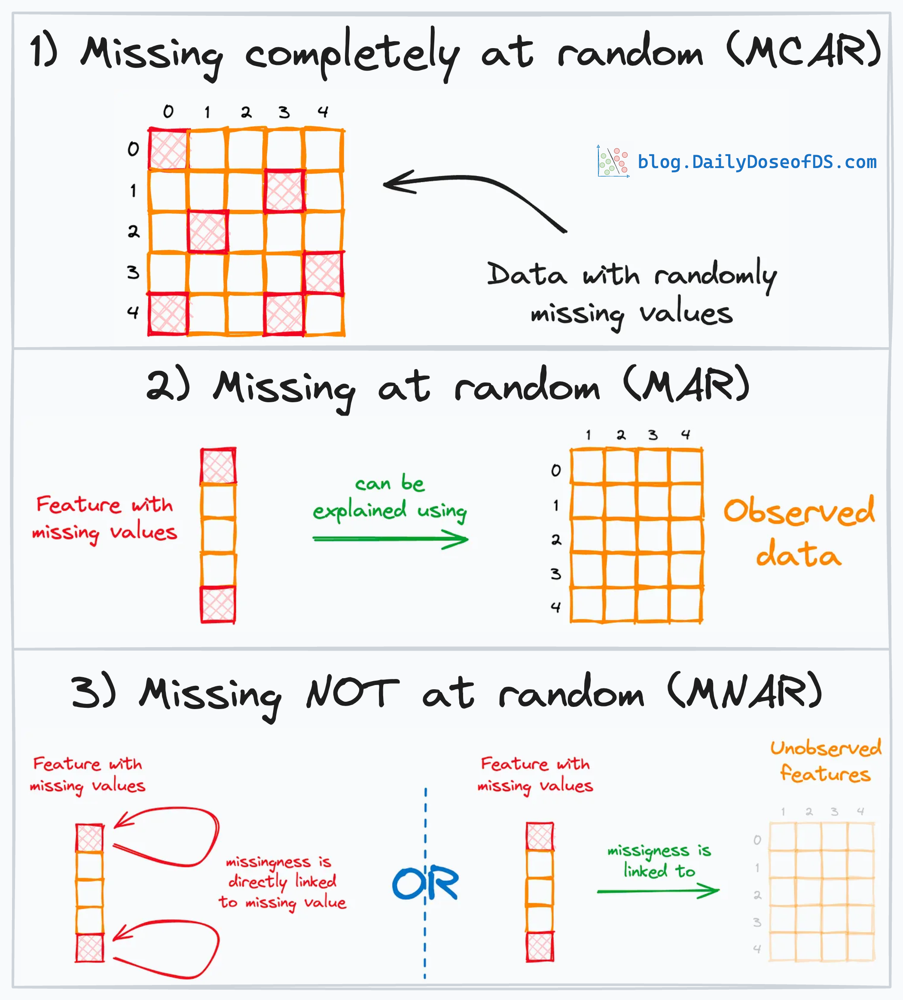 1) Missing completely at random (MCAR)
0 1 2 3 4
0
1
2
3
4
blog.DailyDoseofDS.com
Data with randomly
missing values
2) Missing at random (MAR)
Feature with
missing values
can be
explained using
1 2 3 4
0
1
2
3
4
Observed
data
3) Missing NOT at random (MNAR)
Feature with
missing values
missingness is
directly linked
to missing value
OR
Feature with
missing values
missigness is
linked to
Unobserved
features
1 2 3 4
0
1
2
3
4